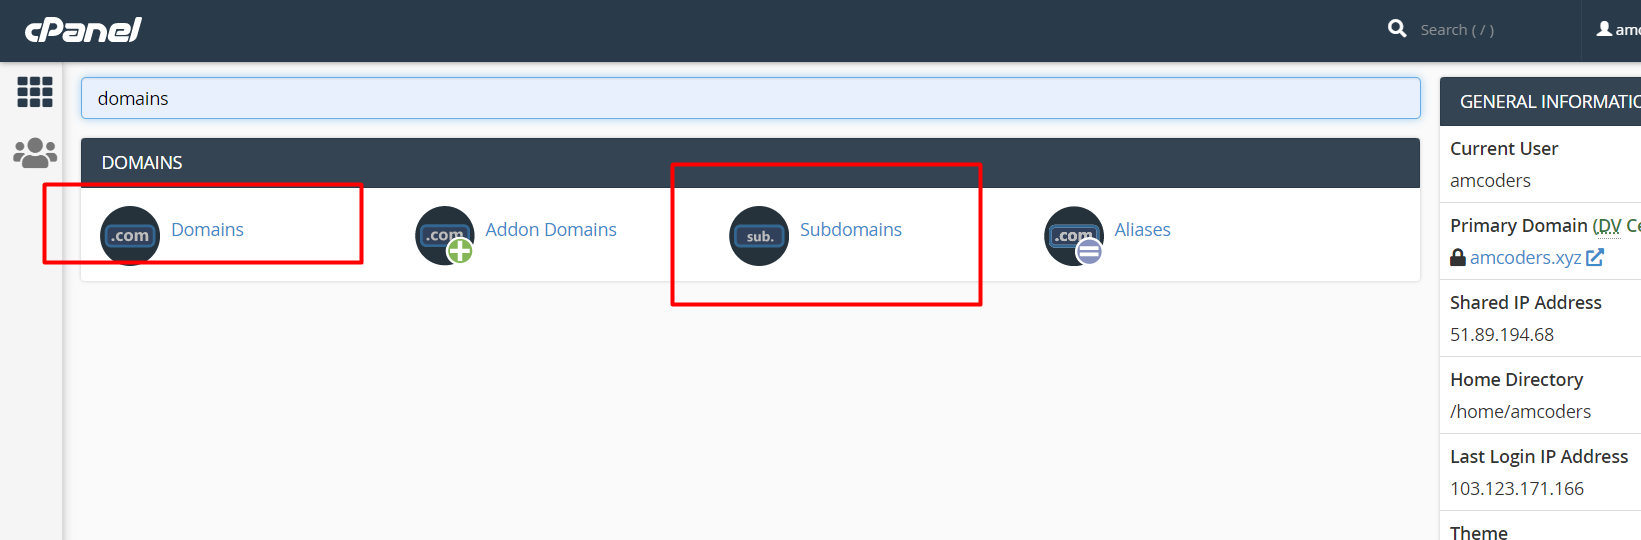 cPanel
Search ( / )
amc
domains
DOMAINS
.com Domains
.com Addon Domains
sub. Subdomains
.com Aliases
GENERAL INFORMATIO
Current User
amcoders
Primary Domain (DV Ce
amcoders.xyz
Shared IP Address
51.89.194.68
Home Directory
/home/amcoders
Last Login IP Address
103.123.171.166
Theme